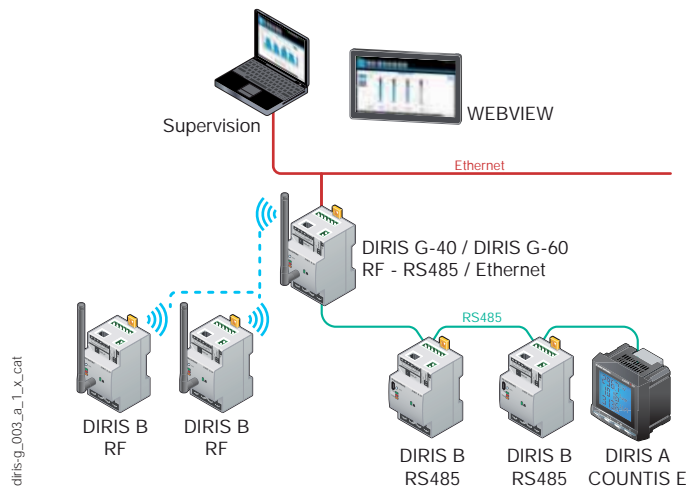 Supervision
WEBVIEW
Ethernet
DIRIS G-40 / DIRIS G-60
RF - RS485 / Ethernet
RS485
DIRIS B
RF
DIRIS B
RF
DIRIS B
RS485
DIRIS B
RS485
DIRIS A
COUNTIS E
diris-g_003_a_1_x_cat